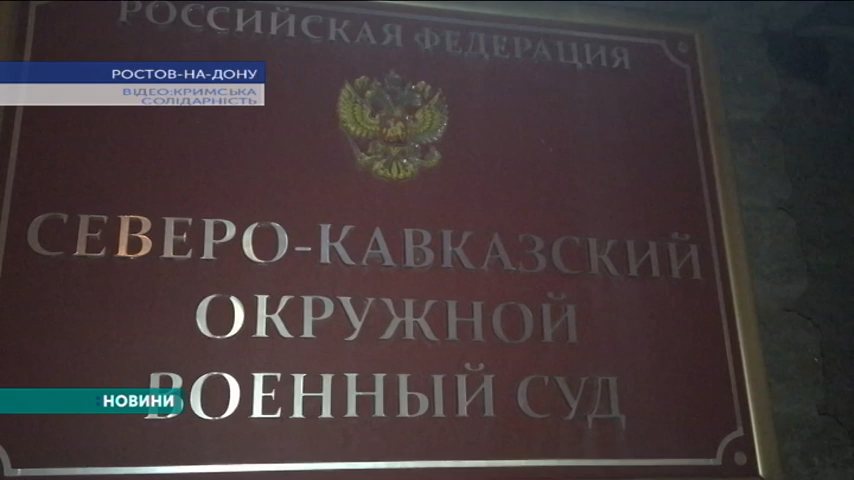 РОССИЙСКАЯ ФЕДЕРАЦИЯ
РОСТОВ-НА-ДОНУ
ВІДЕО:КРИМСЬКА
СОЛІДАРНІСТЬ
СЕВЕРО-КАВКАЗСКИЙ
ОКРУЖНОЙ
ВОЕННЫЙ СУД
НОВИНИ